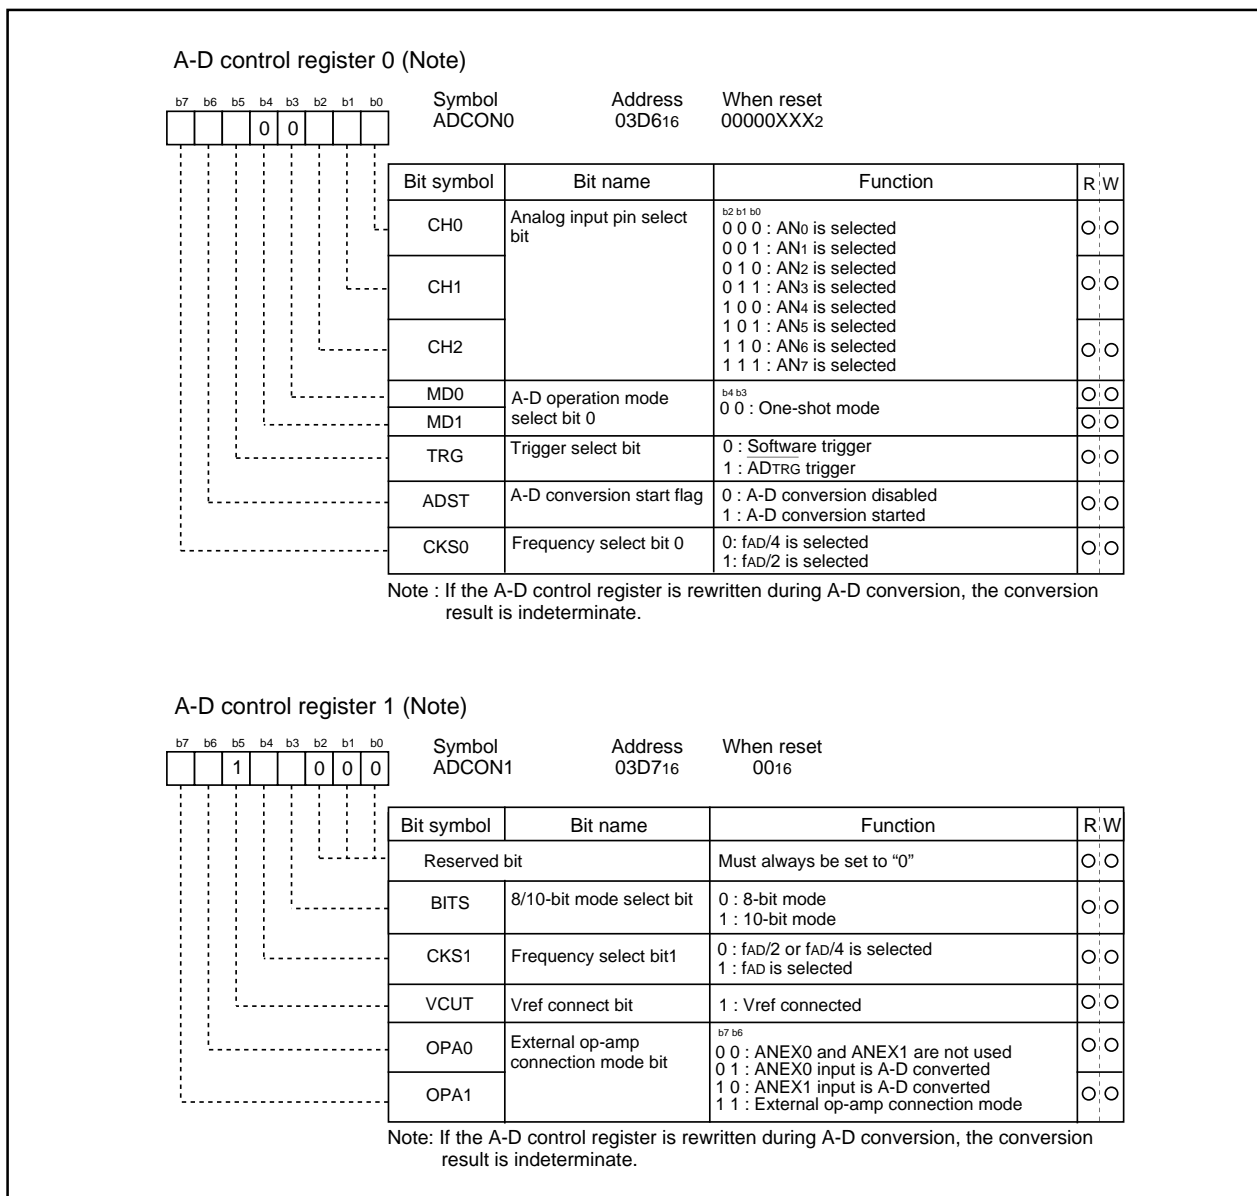 A-D control register 0 (Note)
b7 b6 b5 b4 b3 b2 b1 b0
0 0
Symbol Address When reset
ADCON0 03D616 00000XXX2
Bit symbol Bit name Function R W
CH0 Analog input pin select bit
b2 b1 b0
0 0 0 : AN0 is selected
0 0 1 : AN1 is selected
CH1
0 1 0 : AN2 is selected
0 1 1 : AN3 is selected
1 0 0 : AN4 is selected
CH2
1 0 1 : AN5 is selected
1 1 0 : AN6 is selected
1 1 1 : AN7 is selected
MD0 A-D operation mode
MD1 select bit 0
b4 b3
0 0 : One-shot mode
TRG Trigger select bit 0 : Software trigger
1 : ADTRG trigger
ADST A-D conversion start flag 0 : A-D conversion disabled
1 : A-D conversion started
CKS0 Frequency select bit 0 0: fAD/4 is selected
1: fAD/2 is selected
Note : If the A-D control register is rewritten during A-D conversion, the conversion
result is indeterminate.
A-D control register 1 (Note)
b7 b6 b5 b4 b3 b2 b1 b0
1 0 0 0
Symbol Address When reset
ADCON1 03D716 0016
Bit symbol Bit name Function R W
Reserved bit Must always be set to “0”
BITS 8/10-bit mode select bit 0 : 8-bit mode
1 : 10-bit mode
CKS1 Frequency select bit1 0 : fAD/2 or fAD/4 is selected
1 : fAD is selected
VCUT Vref connect bit 1 : Vref connected
OPA0 External op-amp
connection mode bit
b7 b6
0 0 : ANEX0 and ANEX1 are not used
0 1 : ANEX0 input is A-D converted
OPA1
1 0 : ANEX1 input is A-D converted
1 1 : External op-amp connection mode
Note: If the A-D control register is rewritten during A-D conversion, the conversion
result is indeterminate.